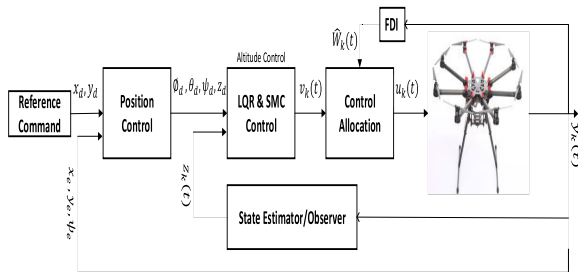 Reference
Command
x_d, y_d
Position
Control
∅_d, θ_d, ψ_d, z_d
Altitude Control
LQR & SMC
Control
v_k(t)
Control
Allocation
Ŵ_k(t)
FDI
u_k(t)
y_k(t)
z_k(t)
State Estimator/Observer
x_e, y_e, ψ_e